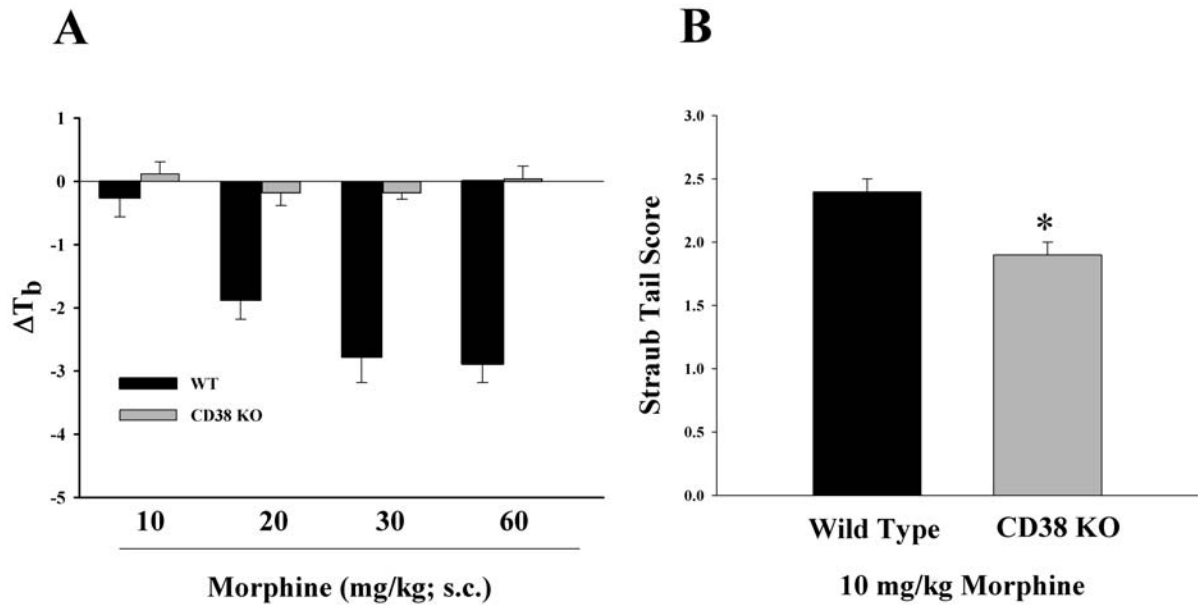 A
1
0
-1
-2
-3
-4
-5
ΔTb
WT
CD38 KO
10 20 30 60
Morphine (mg/kg; s.c.)
B
3.0
2.5
2.0
1.5
1.0
0.5
0.0
Straub Tail Score
*
Wild Type CD38 KO
10 mg/kg Morphine